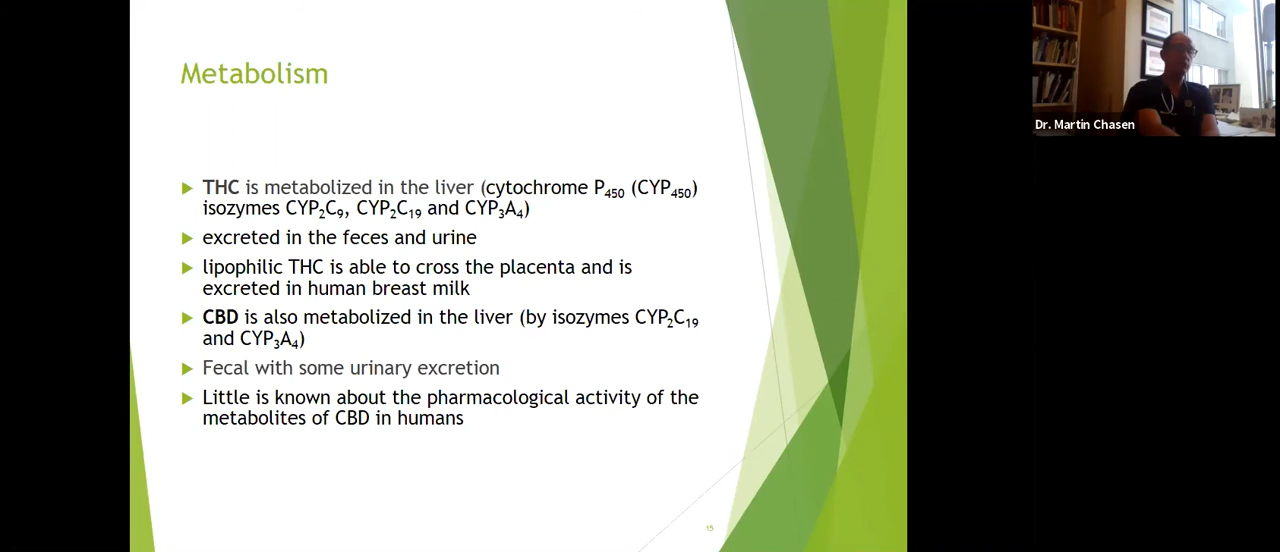 Metabolism
THC is metabolized in the liver (cytochrome P₄₅₀ (CYP₄₅₀)
isozymes CYP₂C₉, CYP₂C₁₉ and CYP₃A₄)
excreted in the feces and urine
lipophilic THC is able to cross the placenta and is
excreted in human breast milk
CBD is also metabolized in the liver (by isozymes CYP₂C₁₉
and CYP₃A₄)
Fecal with some urinary excretion
Little is known about the pharmacological activity of the
metabolites of CBD in humans
15
Dr. Martin Chasen